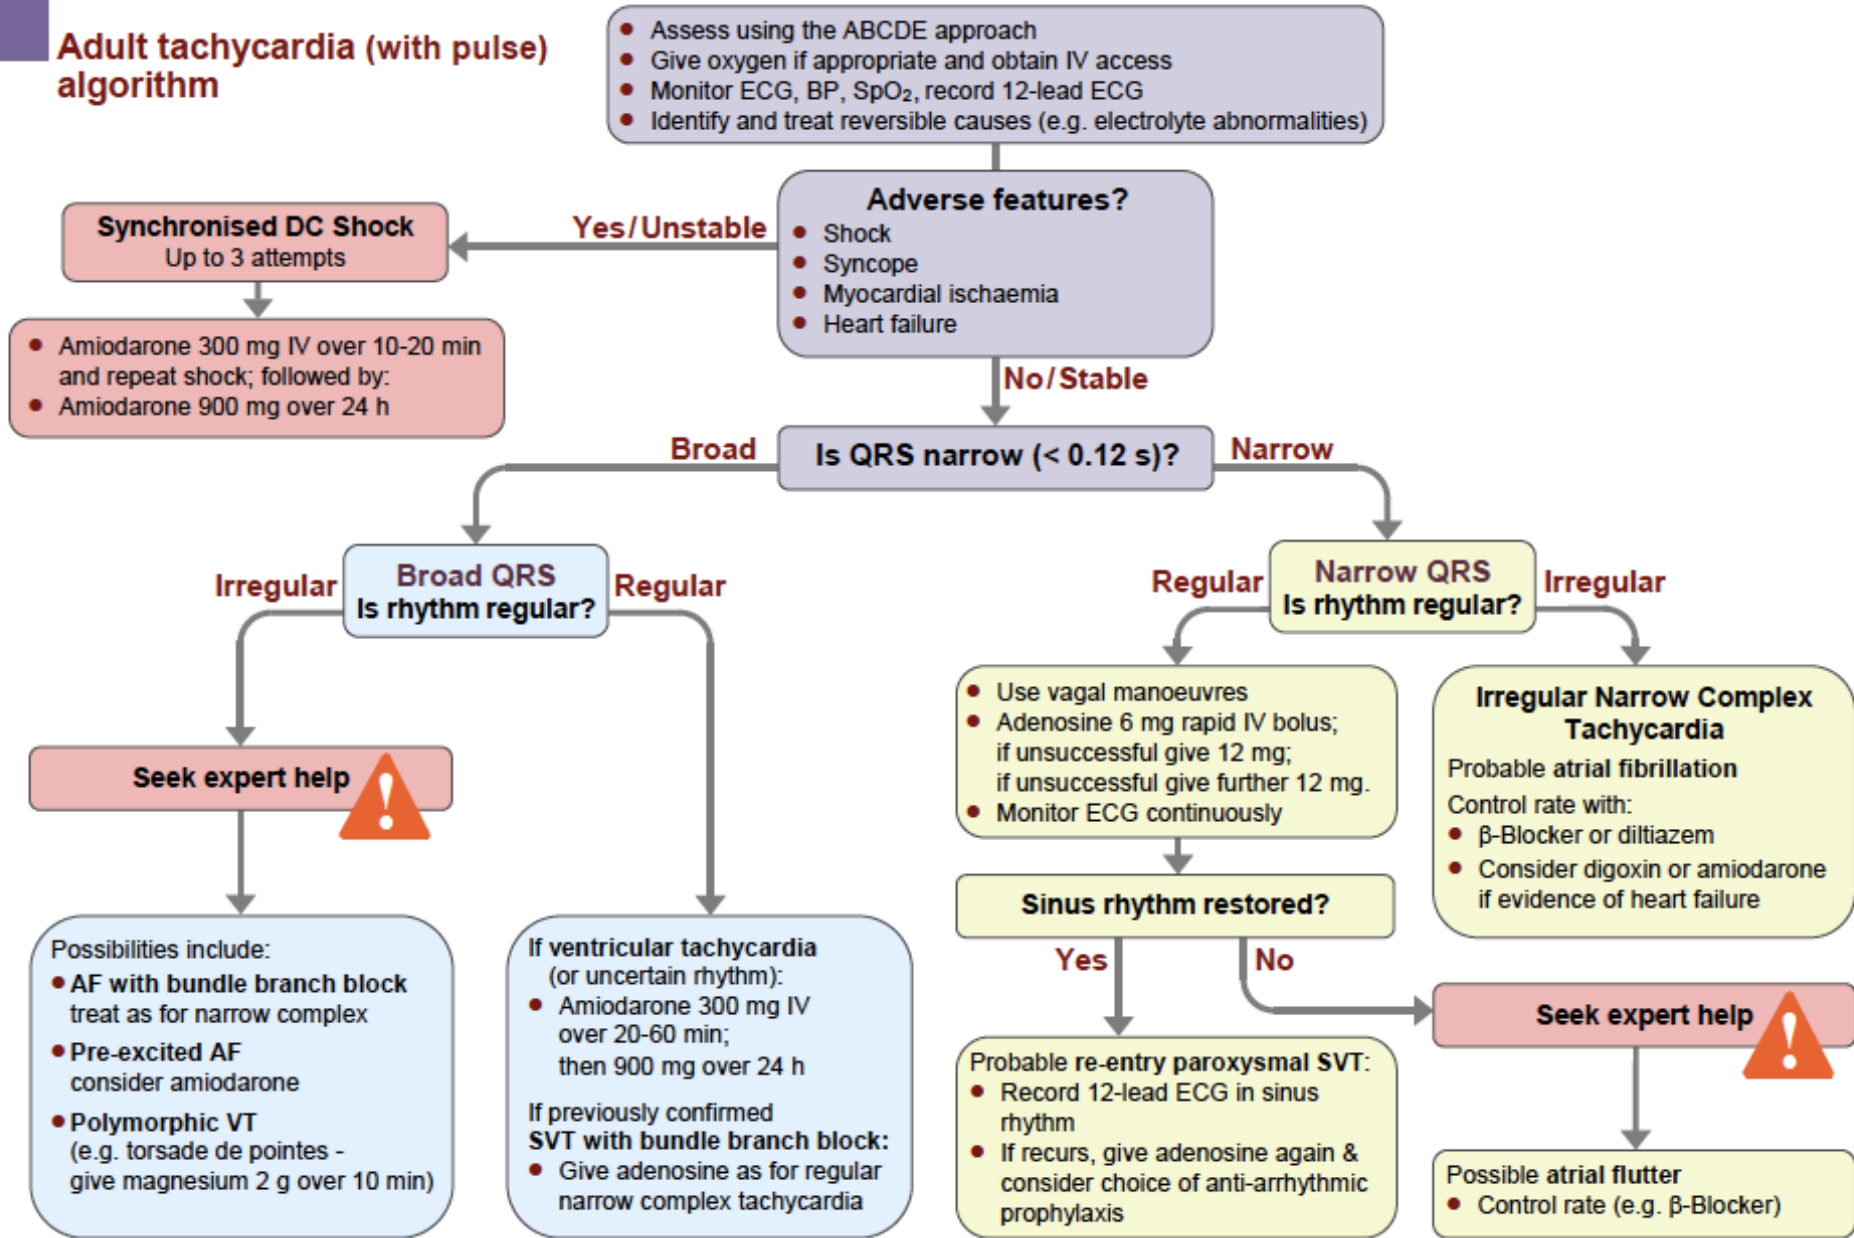 Adult tachycardia (with pulse)
algorithm
● Assess using the ABCDE approach
● Give oxygen if appropriate and obtain IV access
● Monitor ECG, BP, SpO₂, record 12-lead ECG
● Identify and treat reversible causes (e.g. electrolyte abnormalities)
Adverse features?
● Shock
● Syncope
● Myocardial ischaemia
● Heart failure
Yes/Unstable
Synchronised DC Shock
Up to 3 attempts
● Amiodarone 300 mg IV over 10-20 min
and repeat shock; followed by:
● Amiodarone 900 mg over 24 h
No/Stable
Is QRS narrow (< 0.12 s)?
Broad
Narrow
Broad QRS
Is rhythm regular?
Irregular
Regular
Seek expert help
!
Possibilities include:
● AF with bundle branch block
treat as for narrow complex
● Pre-excited AF
consider amiodarone
● Polymorphic VT
(e.g. torsade de pointes -
give magnesium 2 g over 10 min)
If ventricular tachycardia
(or uncertain rhythm):
● Amiodarone 300 mg IV
over 20-60 min;
then 900 mg over 24 h
If previously confirmed
SVT with bundle branch block:
● Give adenosine as for regular
narrow complex tachycardia
Narrow QRS
Is rhythm regular?
Regular
Irregular
● Use vagal manoeuvres
● Adenosine 6 mg rapid IV bolus;
if unsuccessful give 12 mg;
if unsuccessful give further 12 mg.
● Monitor ECG continuously
Sinus rhythm restored?
Yes
No
Probable re-entry paroxysmal SVT:
● Record 12-lead ECG in sinus
rhythm
● If recurs, give adenosine again &
consider choice of anti-arrhythmic
prophylaxis
Irregular Narrow Complex
Tachycardia
Probable atrial fibrillation
Control rate with:
● β-Blocker or diltiazem
● Consider digoxin or amiodarone
if evidence of heart failure
Seek expert help
!
Possible atrial flutter
● Control rate (e.g. β-Blocker)